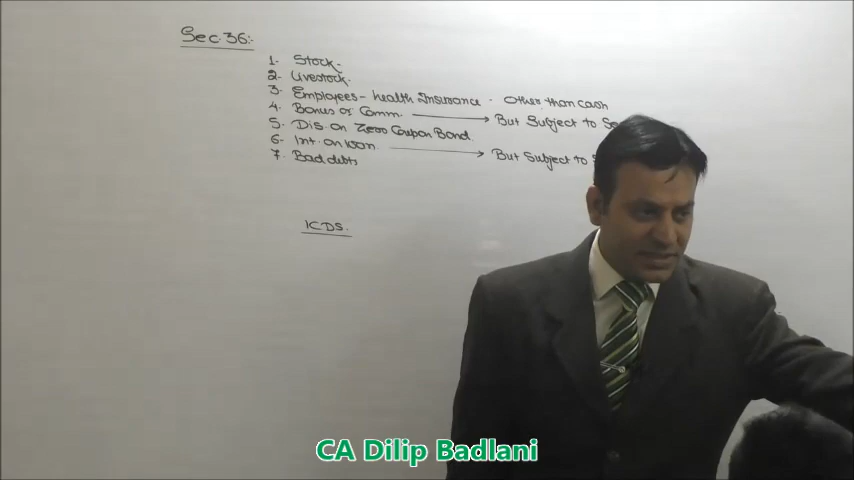 Sec. 36:-
1- Stock-
2- Livestock.
3- Employees - health Insurance. Other than cash
4. Bonus or Comm. → But Subject to Se
5. Dis. on Zero Coupon Bond.
6- Int. on loan. → But Subject to S
7. Bad debts
ICDS.
CA Dilip Badlani